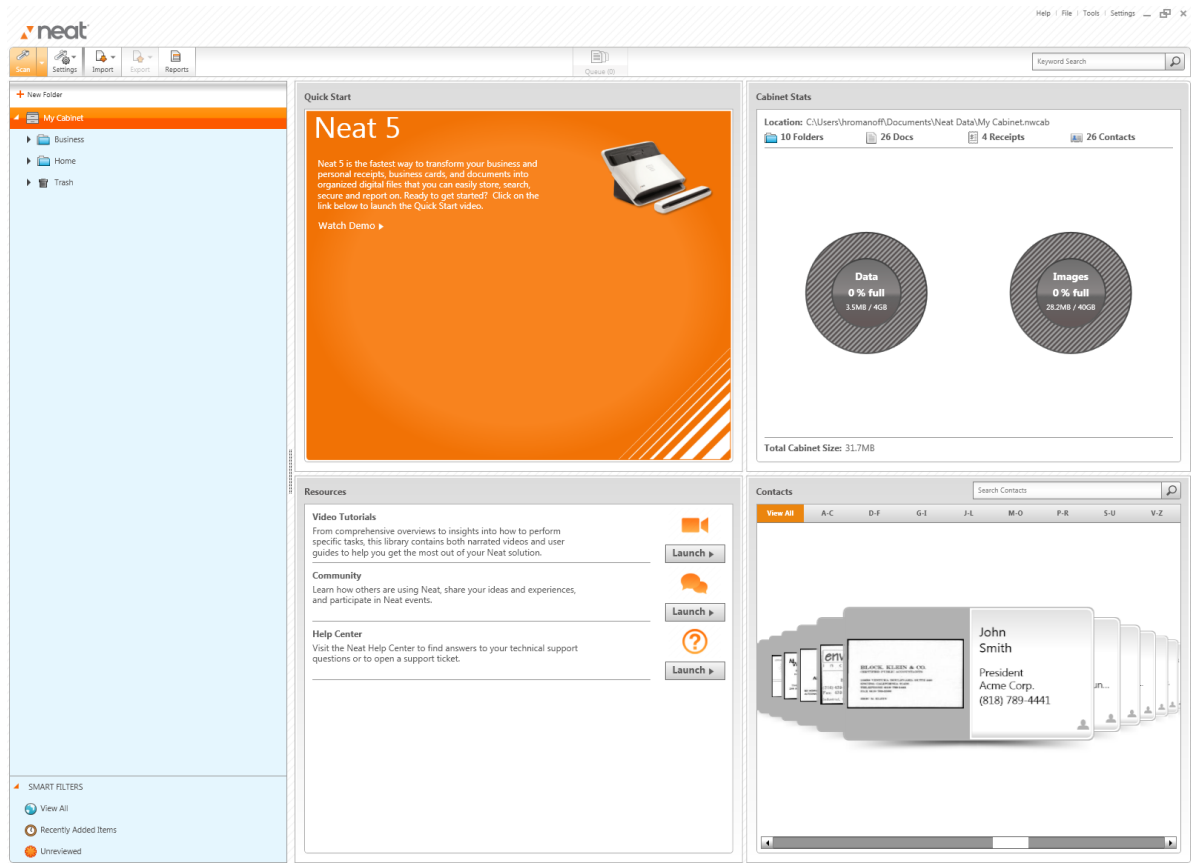 Help | File | Tools | Settings
neat
Scan
Settings
Import
Export
Reports
Queue (0)
Keyword Search
New Folder
My Cabinet
Business
Home
Trash
SMART FILTERS
View All
Recently Added Items
Unreviewed
Quick Start
Neat 5
Neat 5 is the fastest way to transform your business and
personal receipts, business cards, and documents into
organized digital files that you can easily store, search,
secure and report on. Ready to get started?  Click on the
link below to launch the Quick Start video.
Watch Demo
Cabinet Stats
Location: C:\Users\hromanoff\Documents\Neat Data\My Cabinet.nwcab
10 Folders 26 Docs 4 Receipts 26 Contacts
Data
0 % full
3.5MB / 4GB
Images
0 % full
28.2MB / 40GB
Total Cabinet Size: 31.7MB
Resources
Video Tutorials
From comprehensive overviews to insights into how to perform
specific tasks, this library contains both narrated videos and user
guides to help you get the most out of your Neat solution.
Launch
Community
Learn how others are using Neat, share your ideas and experiences,
and participate in Neat events.
Launch
Help Center
Visit the Neat Help Center to find answers to your technical support
questions or to open a support ticket.
Launch
Contacts
Search Contacts
View All A-C D-F G-I J-L M-O P-R S-U V-Z
env
BLOCK, KLEIN & CO.
John
Smith
President
Acme Corp.
(818) 789-4441
un...